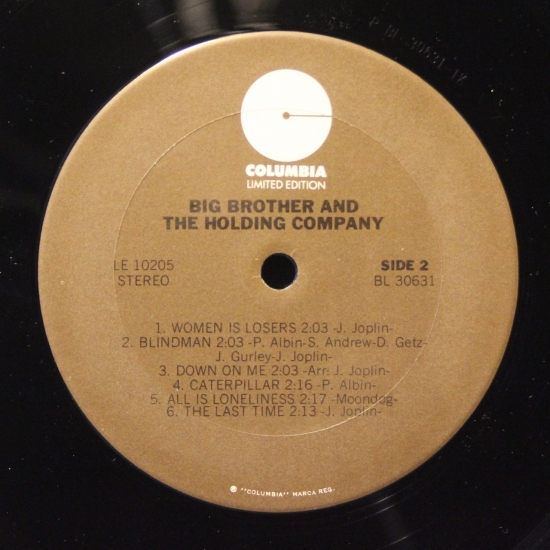 COLUMBIA
LIMITED EDITION
BIG BROTHER AND
THE HOLDING COMPANY
LE 10205
STEREO
SIDE 2
BL 30631
1. WOMEN IS LOSERS 2:03 -J. Joplin-
2. BLINDMAN 2:03 -P. Albin-S. Andrew-D. Getz-
J. Gurley-J. Joplin-
3. DOWN ON ME 2:03 -Arr: J. Joplin-
4. CATERPILLAR 2:16 -P. Albin-
5. ALL IS LONELINESS 2:17 -Moondog-
6. THE LAST TIME 2:13 -J. Joplin-
"COLUMBIA" MARCA REG.